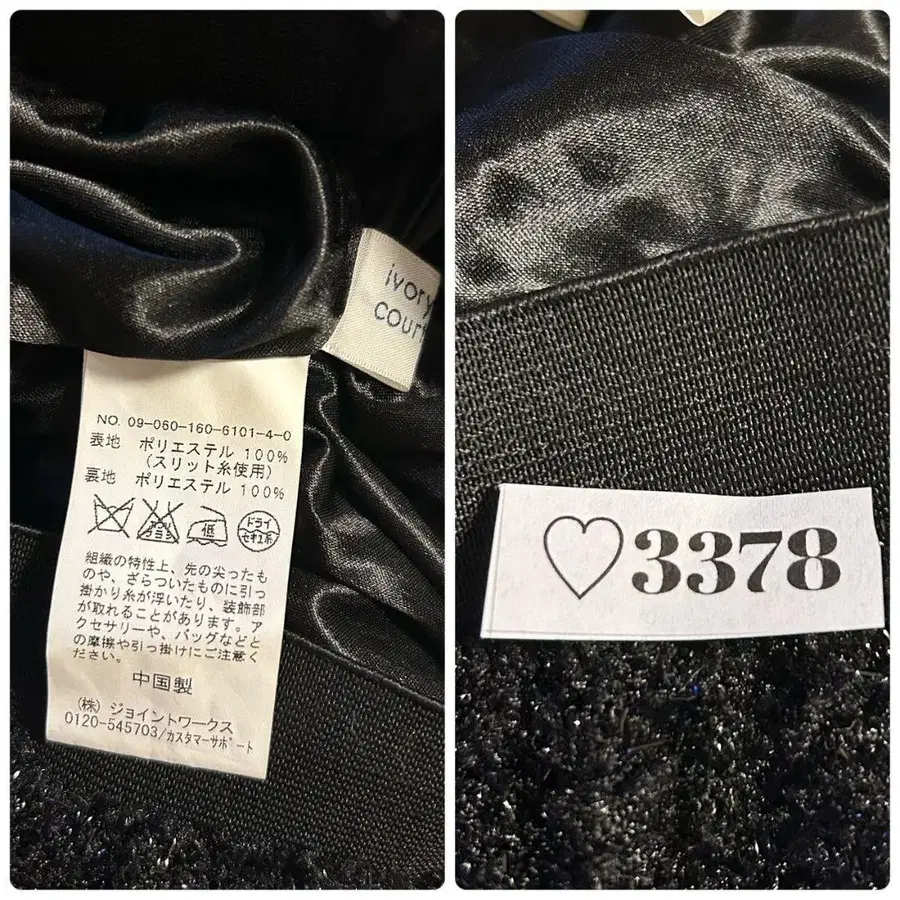 ivory
court
NO. 09-060-160-6101-4-0
表地 ポリエステル 100%
(スリット糸使用)
裏地 ポリエステル 100%
低
ドライ
セキユ系
組織の特性上、先の尖ったも
のや、ざらついたものに引っ
掛かり糸が浮いたり、装飾部
が取れることがあります。ア
クセサリーや、バッグなどと
の摩擦や引っ掛けにご注意く
ださい。
中国製
(株) ジョイントワークス
0120-545703/カスタマーサポート
♡3378